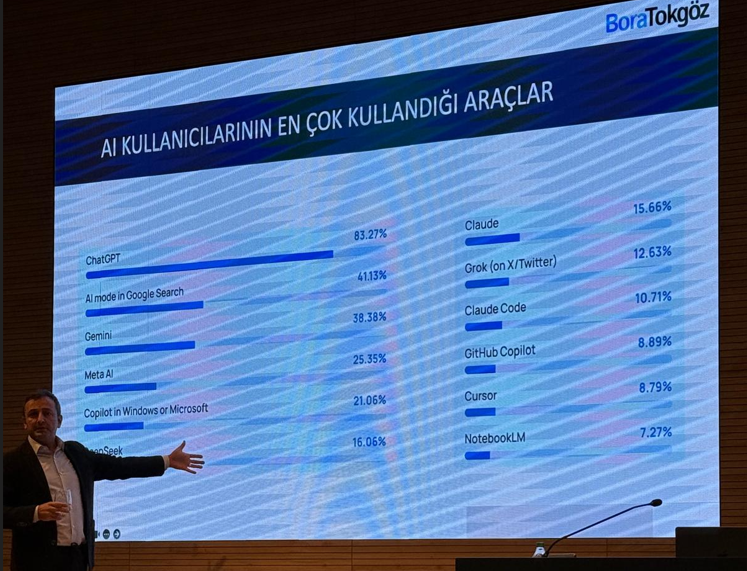 BoraTokgöz
AI KULLANICILARININ EN ÇOK KULLANDIĞI ARAÇLAR
ChatGPT
83.27%
AI mode in Google Search
41.13%
Gemini
38.38%
Meta AI
25.35%
Copilot in Windows or Microsoft
21.06%
16.06%
Claude
15.66%
Grok (on X/Twitter)
12.63%
Claude Code
10.71%
GitHub Copilot
8.89%
Cursor
8.79%
NotebookLM
7.27%